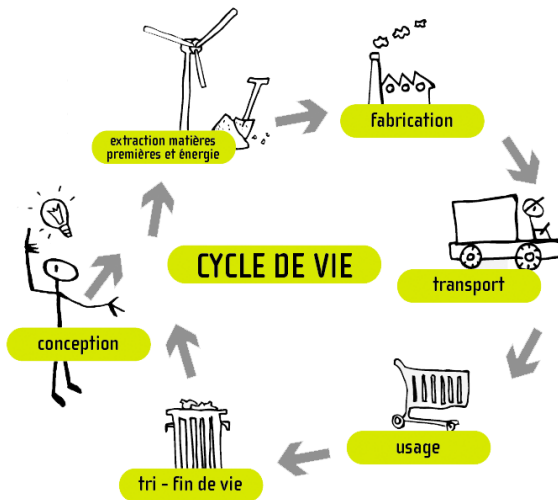 extraction matières
premières et énergie
fabrication
CYCLE DE VIE
transport
conception
usage
tri - fin de vie